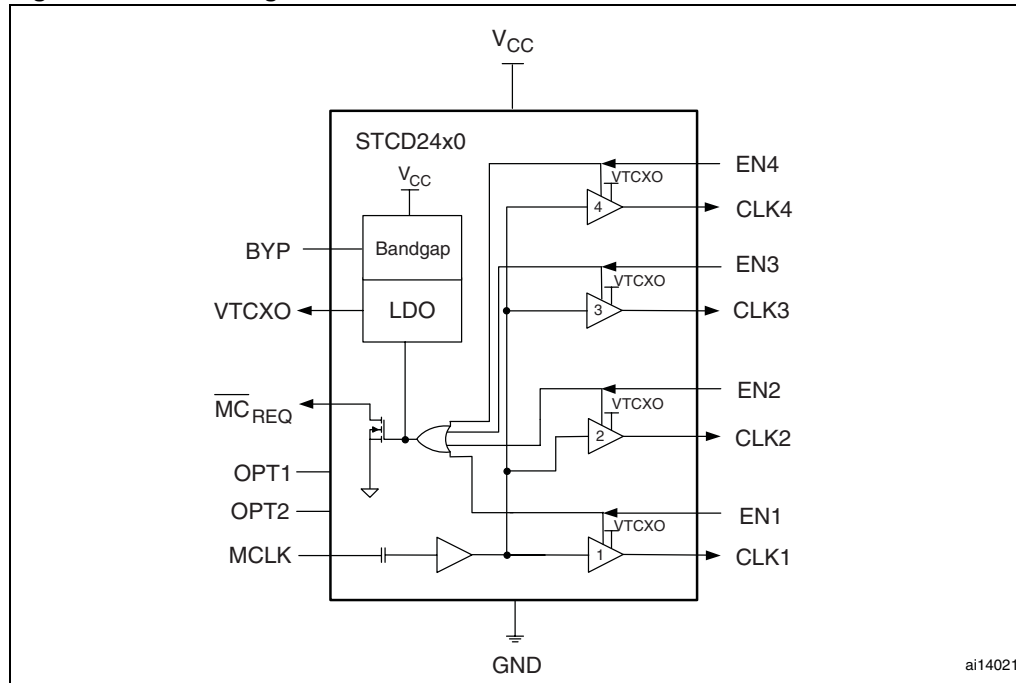 V_CC
STCD24x0
V_CC
Bandgap
LDO
BYP
VTCXO
MC_REQ
OPT1
OPT2
MCLK
EN4
VTCXO
4
CLK4
EN3
VTCXO
3
CLK3
EN2
VTCXO
2
CLK2
EN1
VTCXO
1
CLK1
GND
ai14021